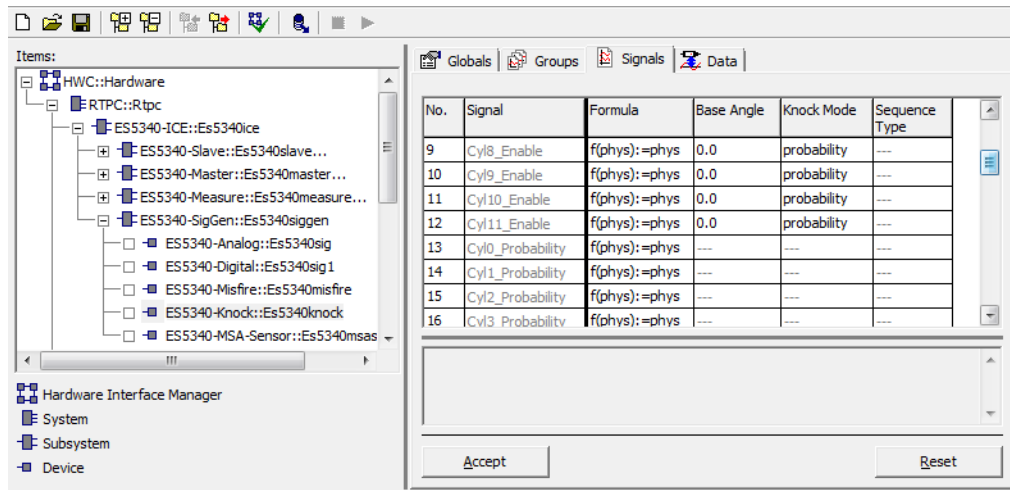 Items:
HWC::Hardware
RTPC::Rtpc
ES5340-ICE::Es5340ice
ES5340-Slave::Es5340slave...
ES5340-Master::Es5340master...
ES5340-Measure::Es5340measure...
ES5340-SigGen::Es5340siggen
ES5340-Analog::Es5340sig
ES5340-Digital::Es5340sig1
ES5340-Misfire::Es5340misfire
ES5340-Knock::Es5340knock
ES5340-MSA-Sensor::Es5340msas
Hardware Interface Manager
System
Subsystem
Device
Globals Groups Signals Data
No. Signal Formula Base Angle Knock Mode Sequence Type
9 Cyl8_Enable f(phys):=phys 0.0 probability ---
10 Cyl9_Enable f(phys):=phys 0.0 probability ---
11 Cyl10_Enable f(phys):=phys 0.0 probability ---
12 Cyl11_Enable f(phys):=phys 0.0 probability ---
13 Cyl0_Probability f(phys):=phys --- --- ---
14 Cyl1_Probability f(phys):=phys --- --- ---
15 Cyl2_Probability f(phys):=phys --- --- ---
16 Cyl3_Probability f(phys):=phys --- --- ---
Accept Reset